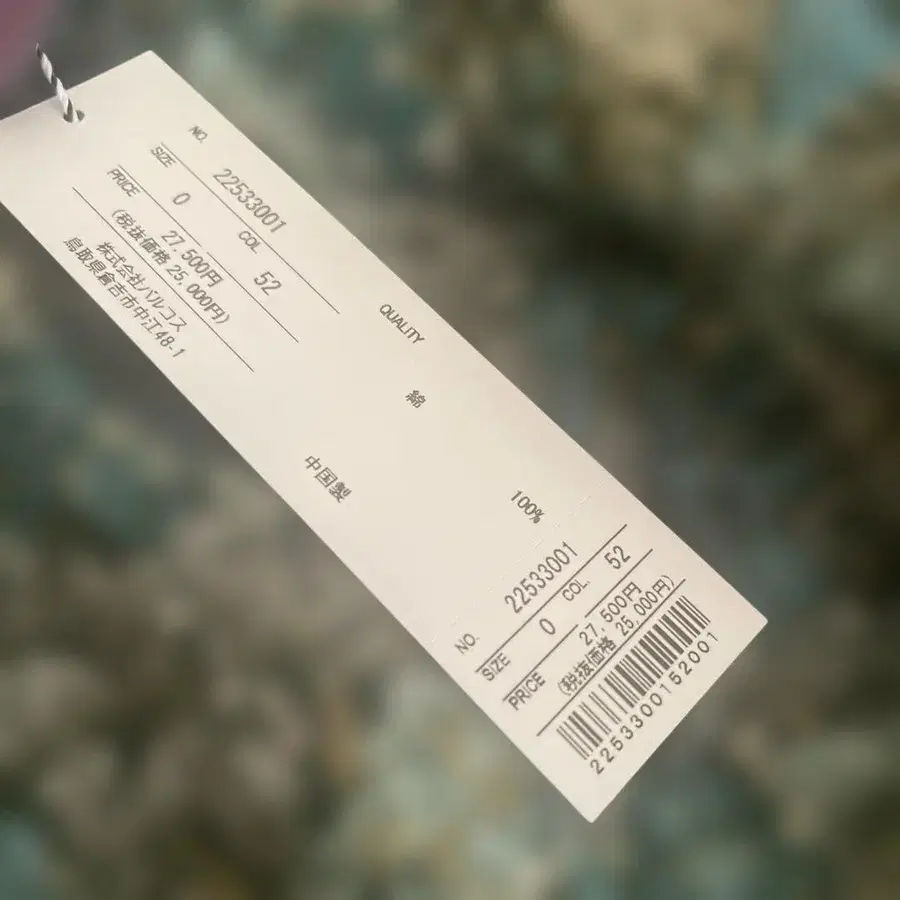 NO. 22533001
SIZE 0 COL. 52
PRICE 27,500円
(税抜価格 25,000円)
株式会社バルコス
鳥取県倉吉市中江48-1
QUALITY
綿 100%
中国製
NO. 22533001
SIZE 0 COL. 52
PRICE 27,500円
(税抜価格 25,000円)
2253300152001